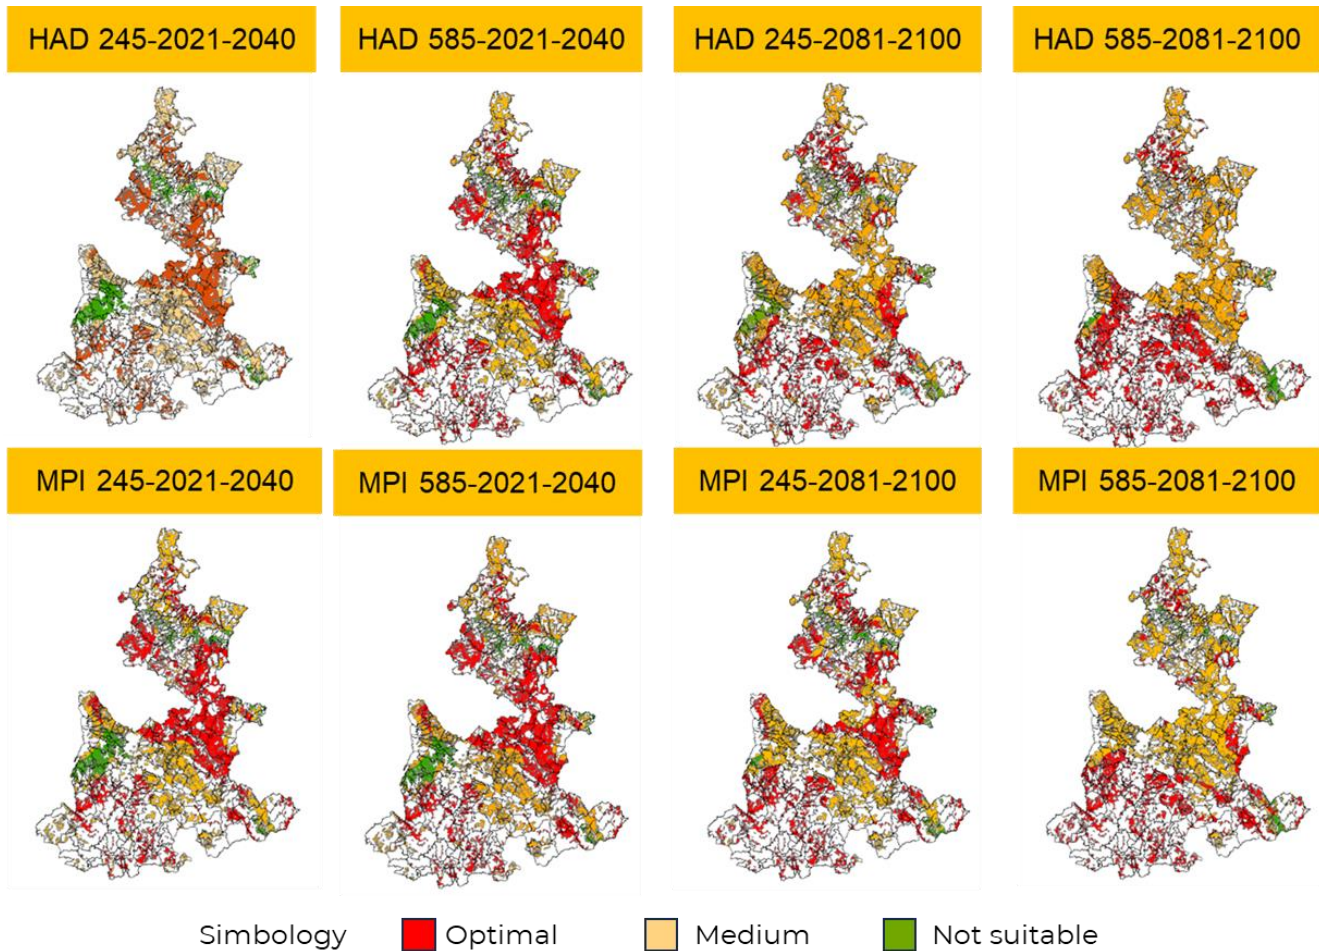 HAD 245-2021-2040
HAD 585-2021-2040
HAD 245-2081-2100
HAD 585-2081-2100
MPI 245-2021-2040
MPI 585-2021-2040
MPI 245-2081-2100
MPI 585-2081-2100
Simbology Optimal Medium Not suitable